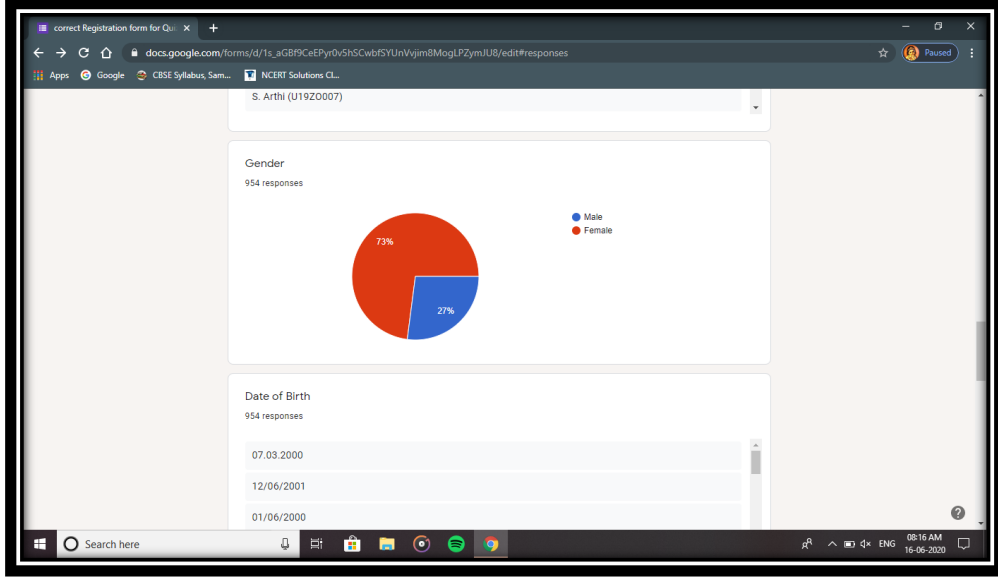 correct Registration form for Qui
docs.google.com/forms/d/1s_aGBf9CeEPyr0v5hSCwbfSYUnVvjim8MogLPZymJU8/edit#responses
Paused
Apps Google CBSE Syllabus, Sam... NCERT Solutions Cl...
S. Arthi (U19ZO007)
Gender
954 responses
Male
Female
73%
27%
Date of Birth
954 responses
07.03.2000
12/06/2001
01/06/2000
Search here
ENG
08:16 AM
16-06-2020